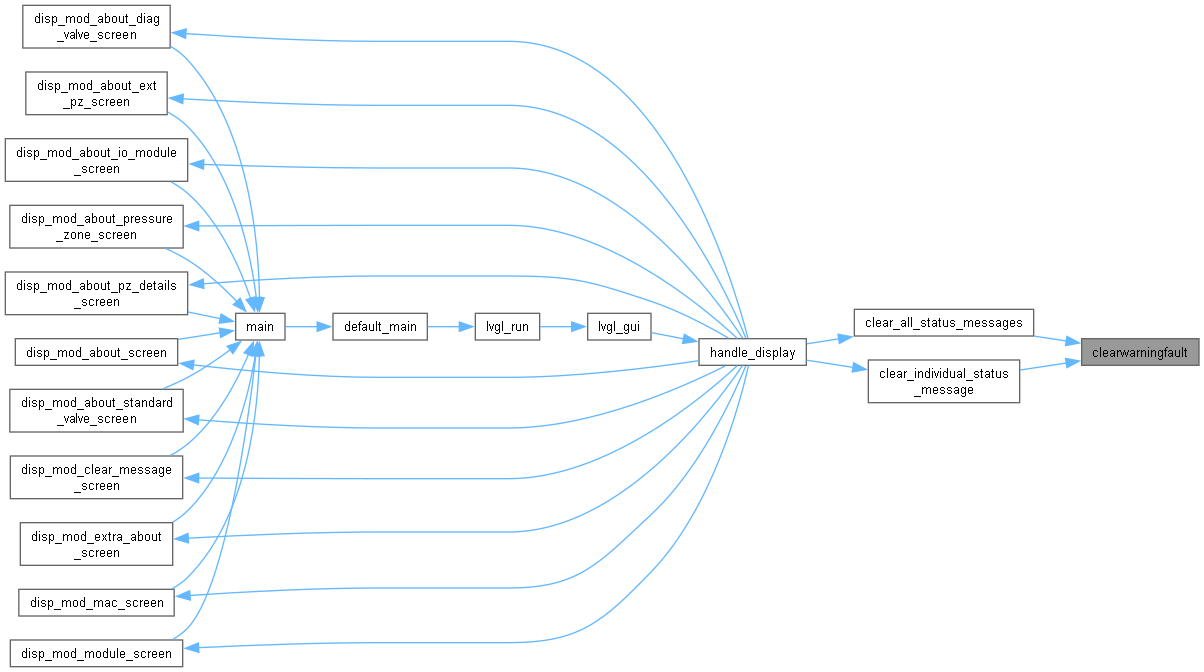 disp_mod_about_diag
_valve_screen
disp_mod_about_ext
_pz_screen
disp_mod_about_io_module
_screen
disp_mod_about_pressure
_zone_screen
disp_mod_about_pz_details
_screen
disp_mod_about_screen
disp_mod_about_standard
_valve_screen
disp_mod_clear_message
_screen
disp_mod_extra_about
_screen
disp_mod_mac_screen
disp_mod_module_screen
main
default_main
lvgl_run
lvgl_gui
handle_display
clear_all_status_messages
clear_individual_status
_message
clearwarningfault